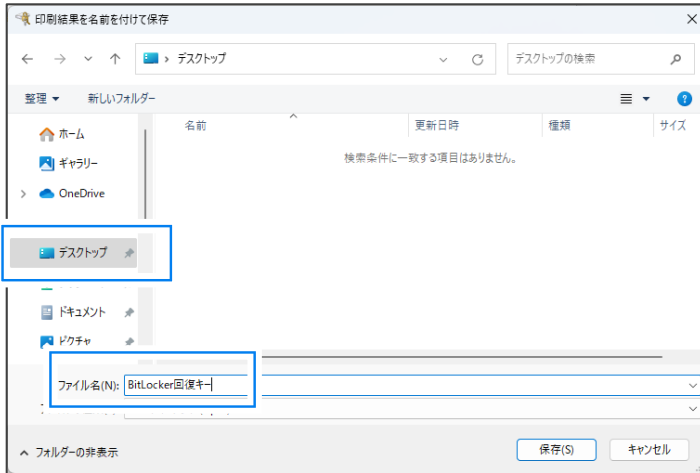 印刷結果を名前を付けて保存
デスクトップ
デスクトップの検索
整理
新しいフォルダー
名前
更新日時
種類
サイズ
検索条件に一致する項目はありません。
ホーム
ギャラリー
OneDrive
デスクトップ
ドキュメント
ピクチャ
ファイル名(N): BitLocker回復キー
フォルダーの非表示
保存(S)
キャンセル